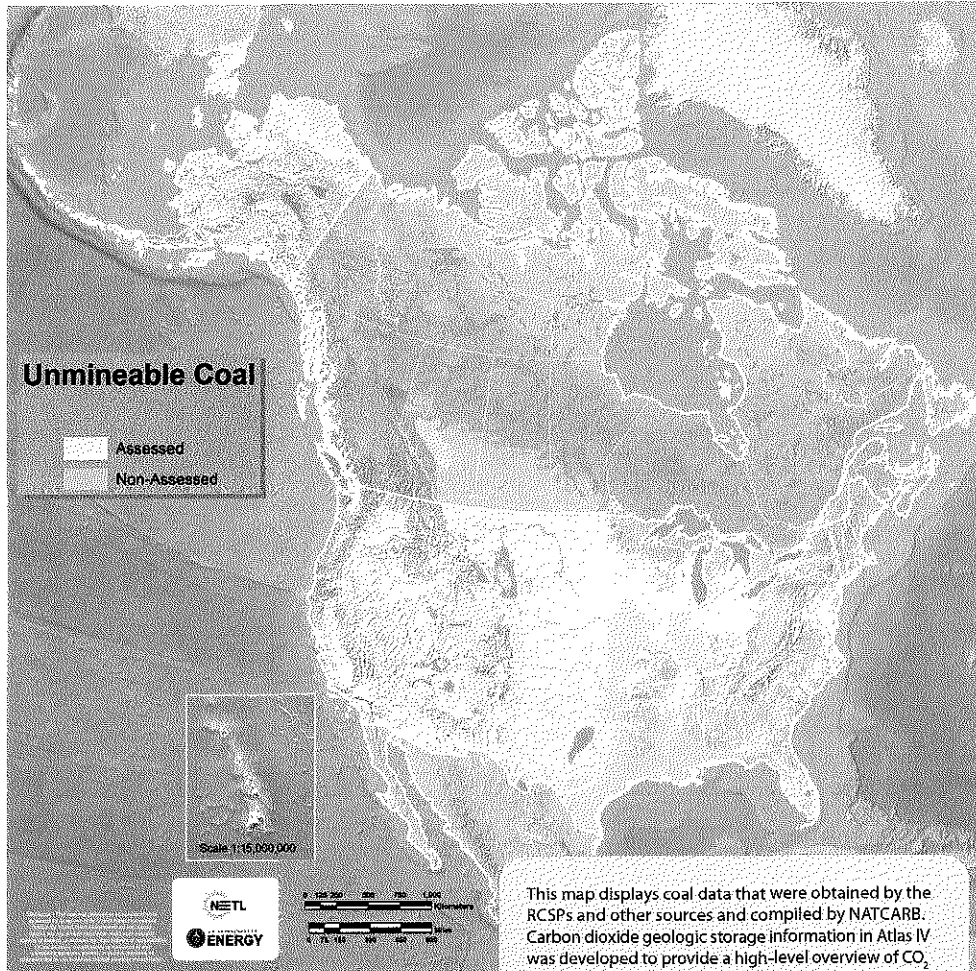 Unmineable Coal
Assessed
Non-Assessed
Scale 1:15,000,000
NETL
ENERGY
Kilometers
Miles
This map displays coal data that were obtained by the
RCSPs and other sources and compiled by NATCARB.
Carbon dioxide geologic storage information in Atlas IV
was developed to provide a high-level overview of CO₂